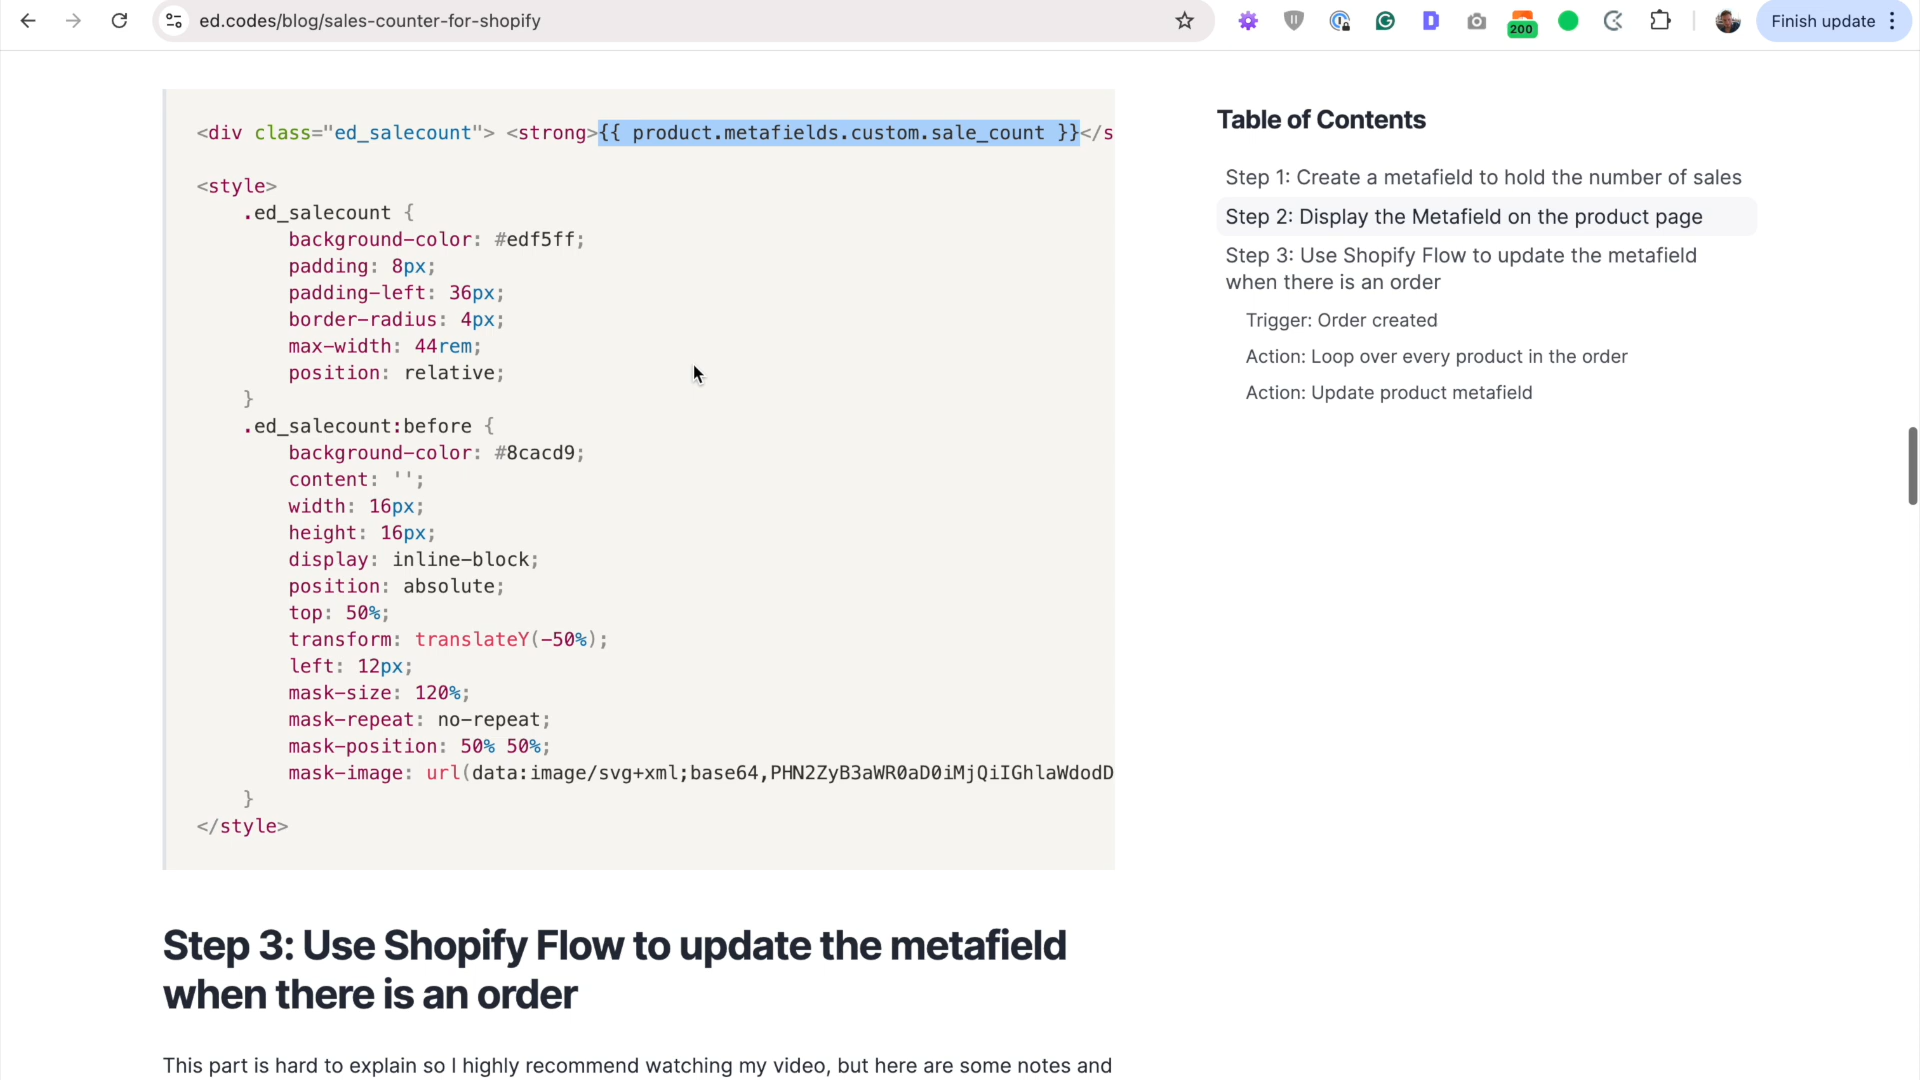 ed.codes/blog/sales-counter-for-shopify
200
Finish update
<div class="ed_salecount"> <strong>{{ product.metafields.custom.sale_count }}</s
<style>
.ed_salecount {
background-color: #edf5ff;
padding: 8px;
padding-left: 36px;
border-radius: 4px;
max-width: 44rem;
position: relative;
}
.ed_salecount:before {
background-color: #8cacd9;
content: '';
width: 16px;
height: 16px;
display: inline-block;
position: absolute;
top: 50%;
transform: translateY(-50%);
left: 12px;
mask-size: 120%;
mask-repeat: no-repeat;
mask-position: 50% 50%;
mask-image: url(data:image/svg+xml;base64,PHN2ZyB3aWR0aD0iMjQiIGhlaWdodD
}
</style>
Step 3: Use Shopify Flow to update the metafield
when there is an order
This part is hard to explain so I highly recommend watching my video, but here are some notes and
Table of Contents
Step 1: Create a metafield to hold the number of sales
Step 2: Display the Metafield on the product page
Step 3: Use Shopify Flow to update the metafield
when there is an order
Trigger: Order created
Action: Loop over every product in the order
Action: Update product metafield